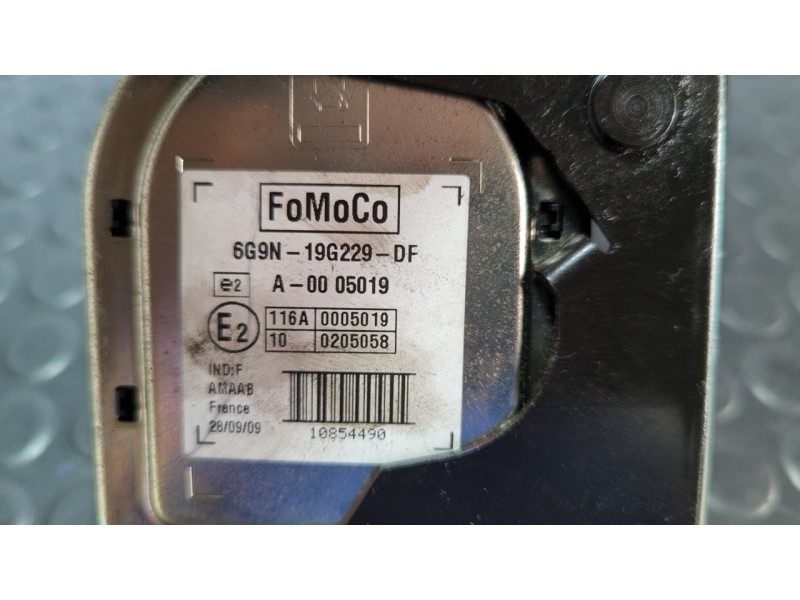 FoMoCo
6G9N-19G229-DF
e2 A-00 05019
E2
116A 0005019
10 0205058
IND:F
AMAAB
France
28/09/09
10854490